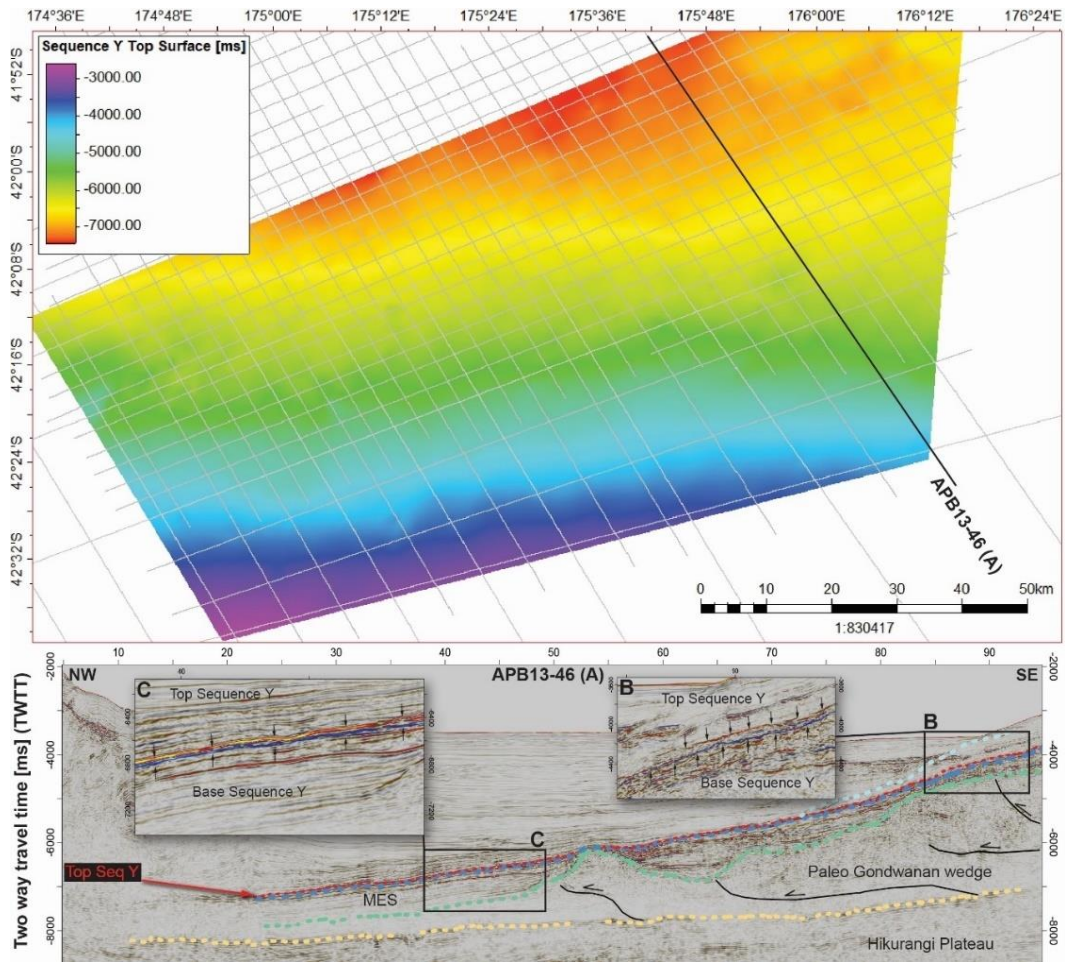 174°36'E 174°48'E 175°00'E 175°12'E 175°24'E 175°36'E 175°48'E 176°00'E 176°12'E 176°24'E
Sequence Y Top Surface [ms]
-3000.00
-4000.00
-5000.00
-6000.00
-7000.00
41°52'S
42°00'S
42°08'S
42°16'S
42°24'S
42°32'S
APB13-46 (A)
0 10 20 30 40 50km
1:830417
10 20 30 40 50 60 70 80 90
NW APB13-46 (A) SE
Two way travel time [ms] (TWTT)
-2000
-4000
-6000
-8000
-2000
-4000
-6000
-8000
C
Top Sequence Y
Base Sequence Y
B
Top Sequence Y
Base Sequence Y
B
C
Top Seq Y
MES
Paleo Gondwanan wedge
Hikurangi Plateau